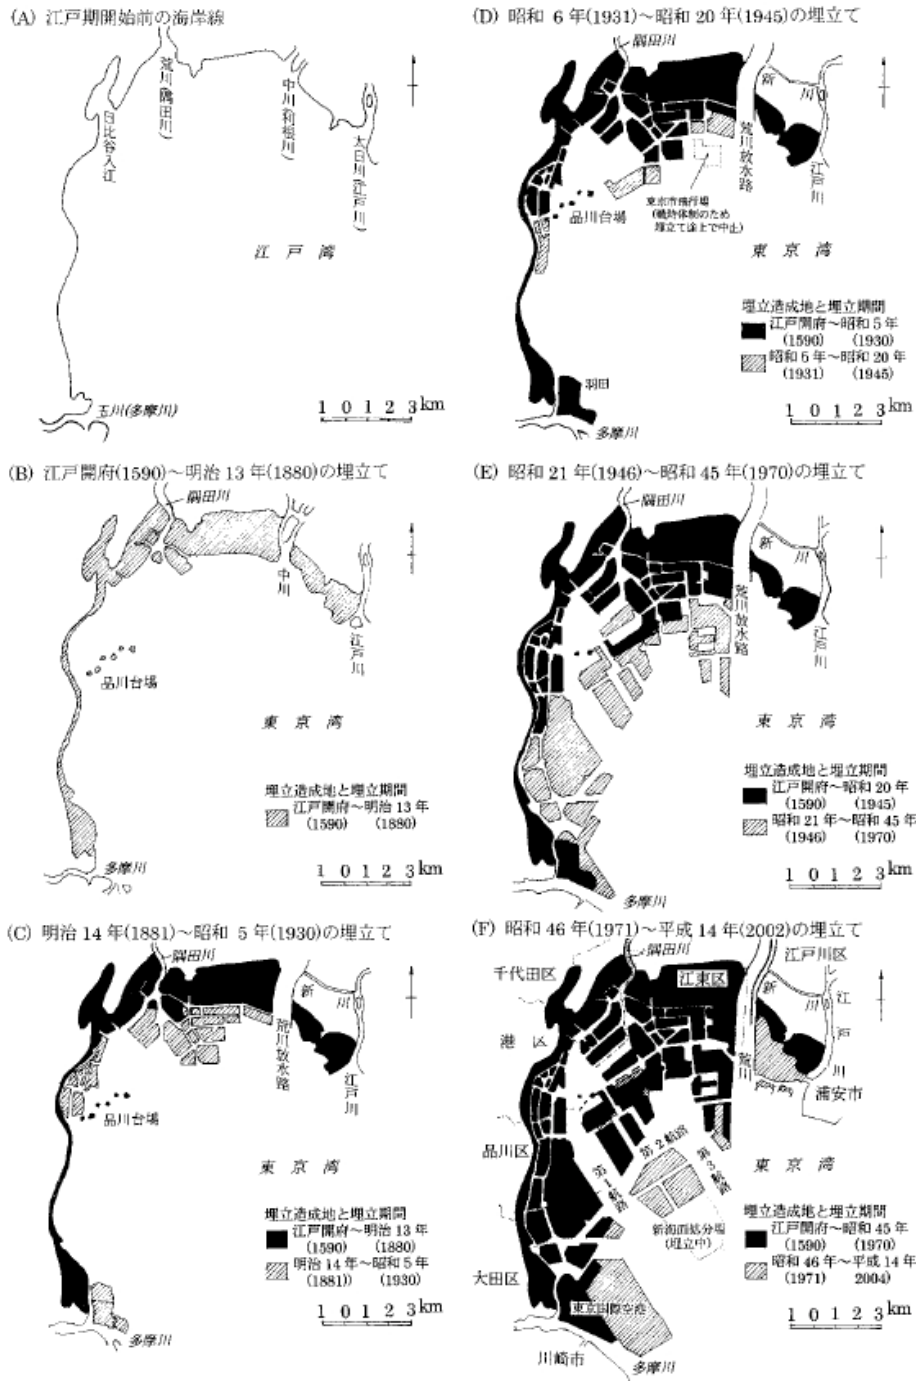 (A) 江戸期開始前の海岸線
荒川(隅田川)
中川(利根川)
太日川(江戸川)
日比谷入江
江戸湾
玉川(多摩川)
1 0 1 2 3 km
(B) 江戸開府(1590)~明治13年(1880)の埋立て
隅田川
中川
江戸川
品川台場
東京湾
埋立造成地と埋立期間
江戸開府~明治13年
(1590) (1880)
多摩川
1 0 1 2 3 km
(C) 明治14年(1881)~昭和 5年(1930)の埋立て
隅田川
新川
荒川放水路
江戸川
品川台場
東京湾
埋立造成地と埋立期間
江戸開府~明治13年
(1590) (1880)
明治14年~昭和5年
(1881)) (1930)
多摩川
1 0 1 2 3 km
(D) 昭和 6年(1931)~昭和20年(1945)の埋立て
隅田川
新川
荒川放水路
江戸川
東京市飛行場
(戦時体制のため
埋立て途上で中止)
品川台場
東京湾
埋立造成地と埋立期間
江戸開府~昭和5年
(1590) (1930)
昭和6年~昭和20年
(1931) (1945)
羽田
多摩川
1 0 1 2 3 km
(E) 昭和21年(1946)~昭和45年(1970)の埋立て
隅田川
新川
荒川放水路
江戸川
東京湾
埋立造成地と埋立期間
江戸開府~昭和20年
(1590) (1945)
昭和21年~昭和45年
(1946) (1970)
多摩川
1 0 1 2 3 km
(F) 昭和46年(1971)~平成14年(2002)の埋立て
隅田川
江戸川区
千代田区
江東区
新川
江戸川
港区
荒川
浦安市
品川区
第1航路
第2航路
第3航路
東京湾
新海面処分場
(埋立中)
埋立造成地と埋立期間
江戸開府~昭和45年
(1590) (1970)
昭和46年~平成14年
(1971) 2004)
大田区
東京国際空港
川崎市
多摩川
1 0 1 2 3 km